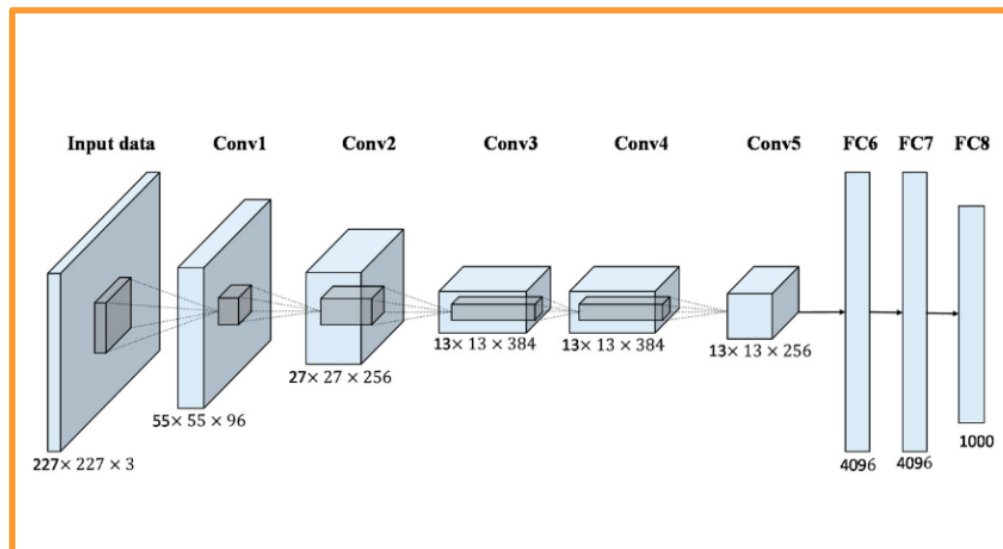 Input data Conv1 Conv2 Conv3 Conv4 Conv5 FC6 FC7 FC8
13× 13 × 384 13× 13 × 384 13× 13 × 256
27× 27 × 256
55× 55 × 96
1000
227× 227 × 3
4096 4096